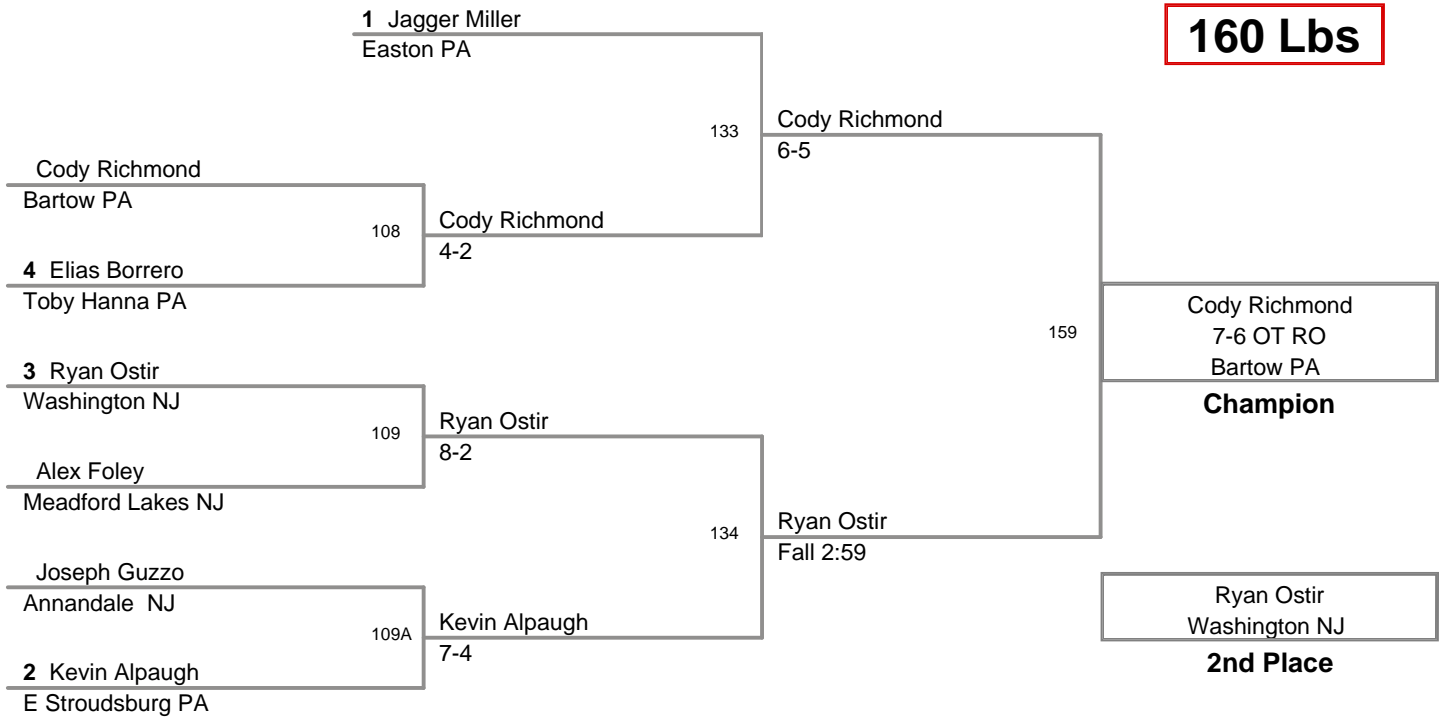 1 Jagger Miller
Easton PA
160 Lbs
133
Cody Richmond
6-5
Cody Richmond
Bartow PA
108
Cody Richmond
4-2
4 Elias Borrero
Toby Hanna PA
159
Cody Richmond
7-6 OT RO
Bartow PA
Champion
3 Ryan Ostir
Washington NJ
109
Ryan Ostir
8-2
Alex Foley
Meadford Lakes NJ
134
Ryan Ostir
Fall 2:59
Joseph Guzzo
Annandale NJ
109A
Kevin Alpaugh
7-4
2 Kevin Alpaugh
E Stroudsburg PA
Ryan Ostir
Washington NJ
2nd Place